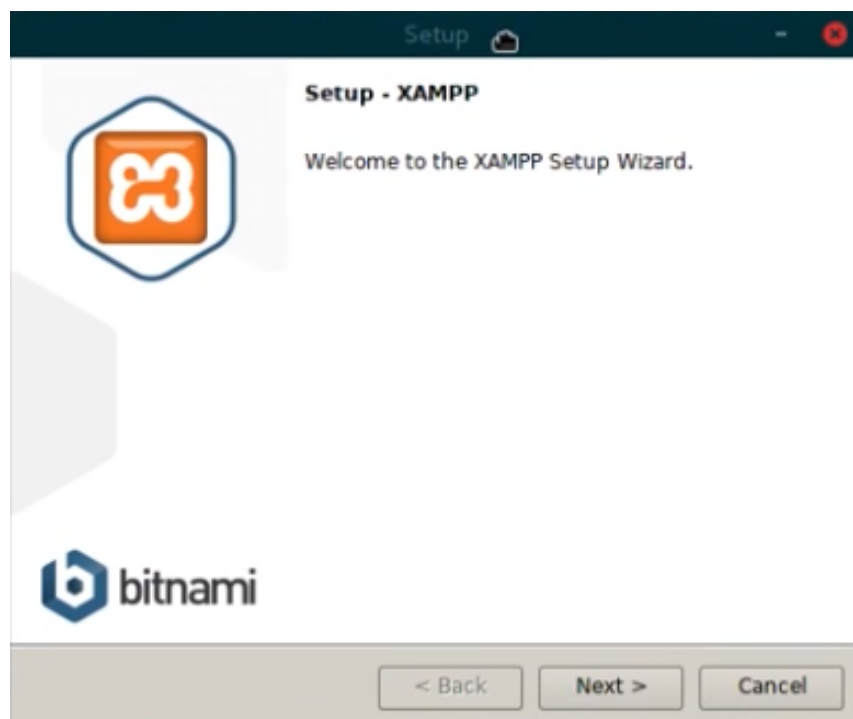 Setup
Setup - XAMPP
Welcome to the XAMPP Setup Wizard.
bitnami
< Back
Next >
Cancel